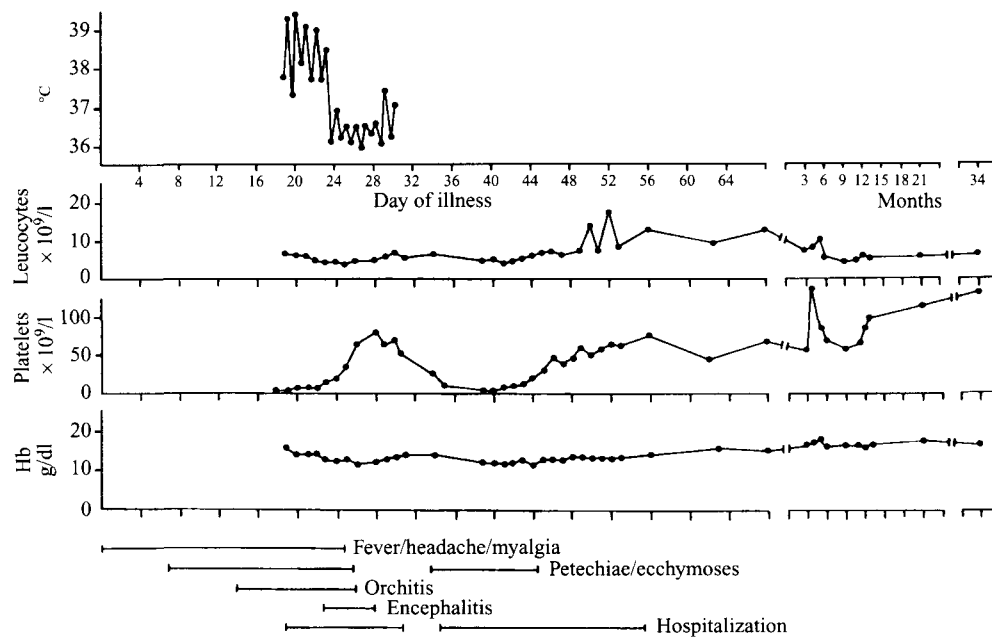 39
38
37
36
°C
4 8 12 16 20 24 28 32 36 40 44 48 52 56 60 64 3 6 9 12 15 18 21 34
Day of illness Months
Leucocytes
× 10⁹/l
20
10
0
Platelets
× 10⁹/l
100
50
0
Hb
g/dl
20
10
0
Fever/headache/myalgia
Petechiae/ecchymoses
Orchitis
Encephalitis
Hospitalization